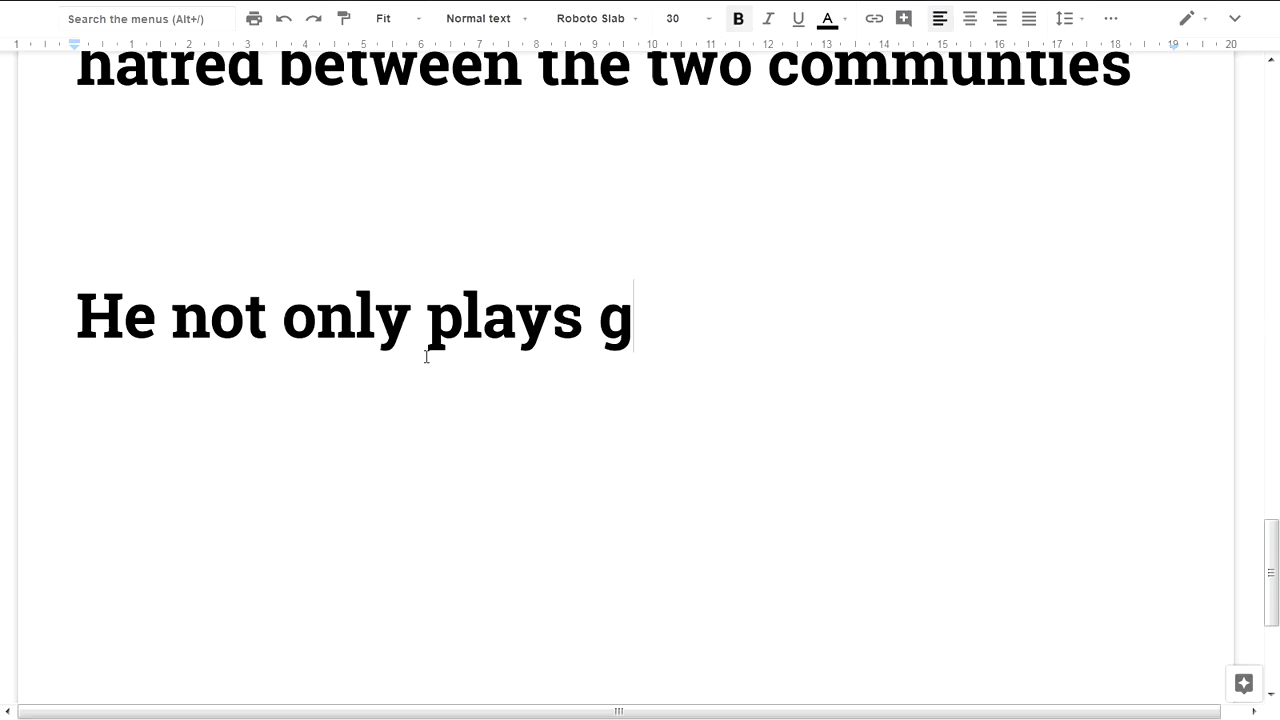 Search the menus (Alt+/) Fit Normal text Roboto Slab 30 B I U A
1 1 2 3 4 5 6 7 8 9 10 11 12 13 14 15 16 17 18 19 20
hatred between the two communties
He not only plays g